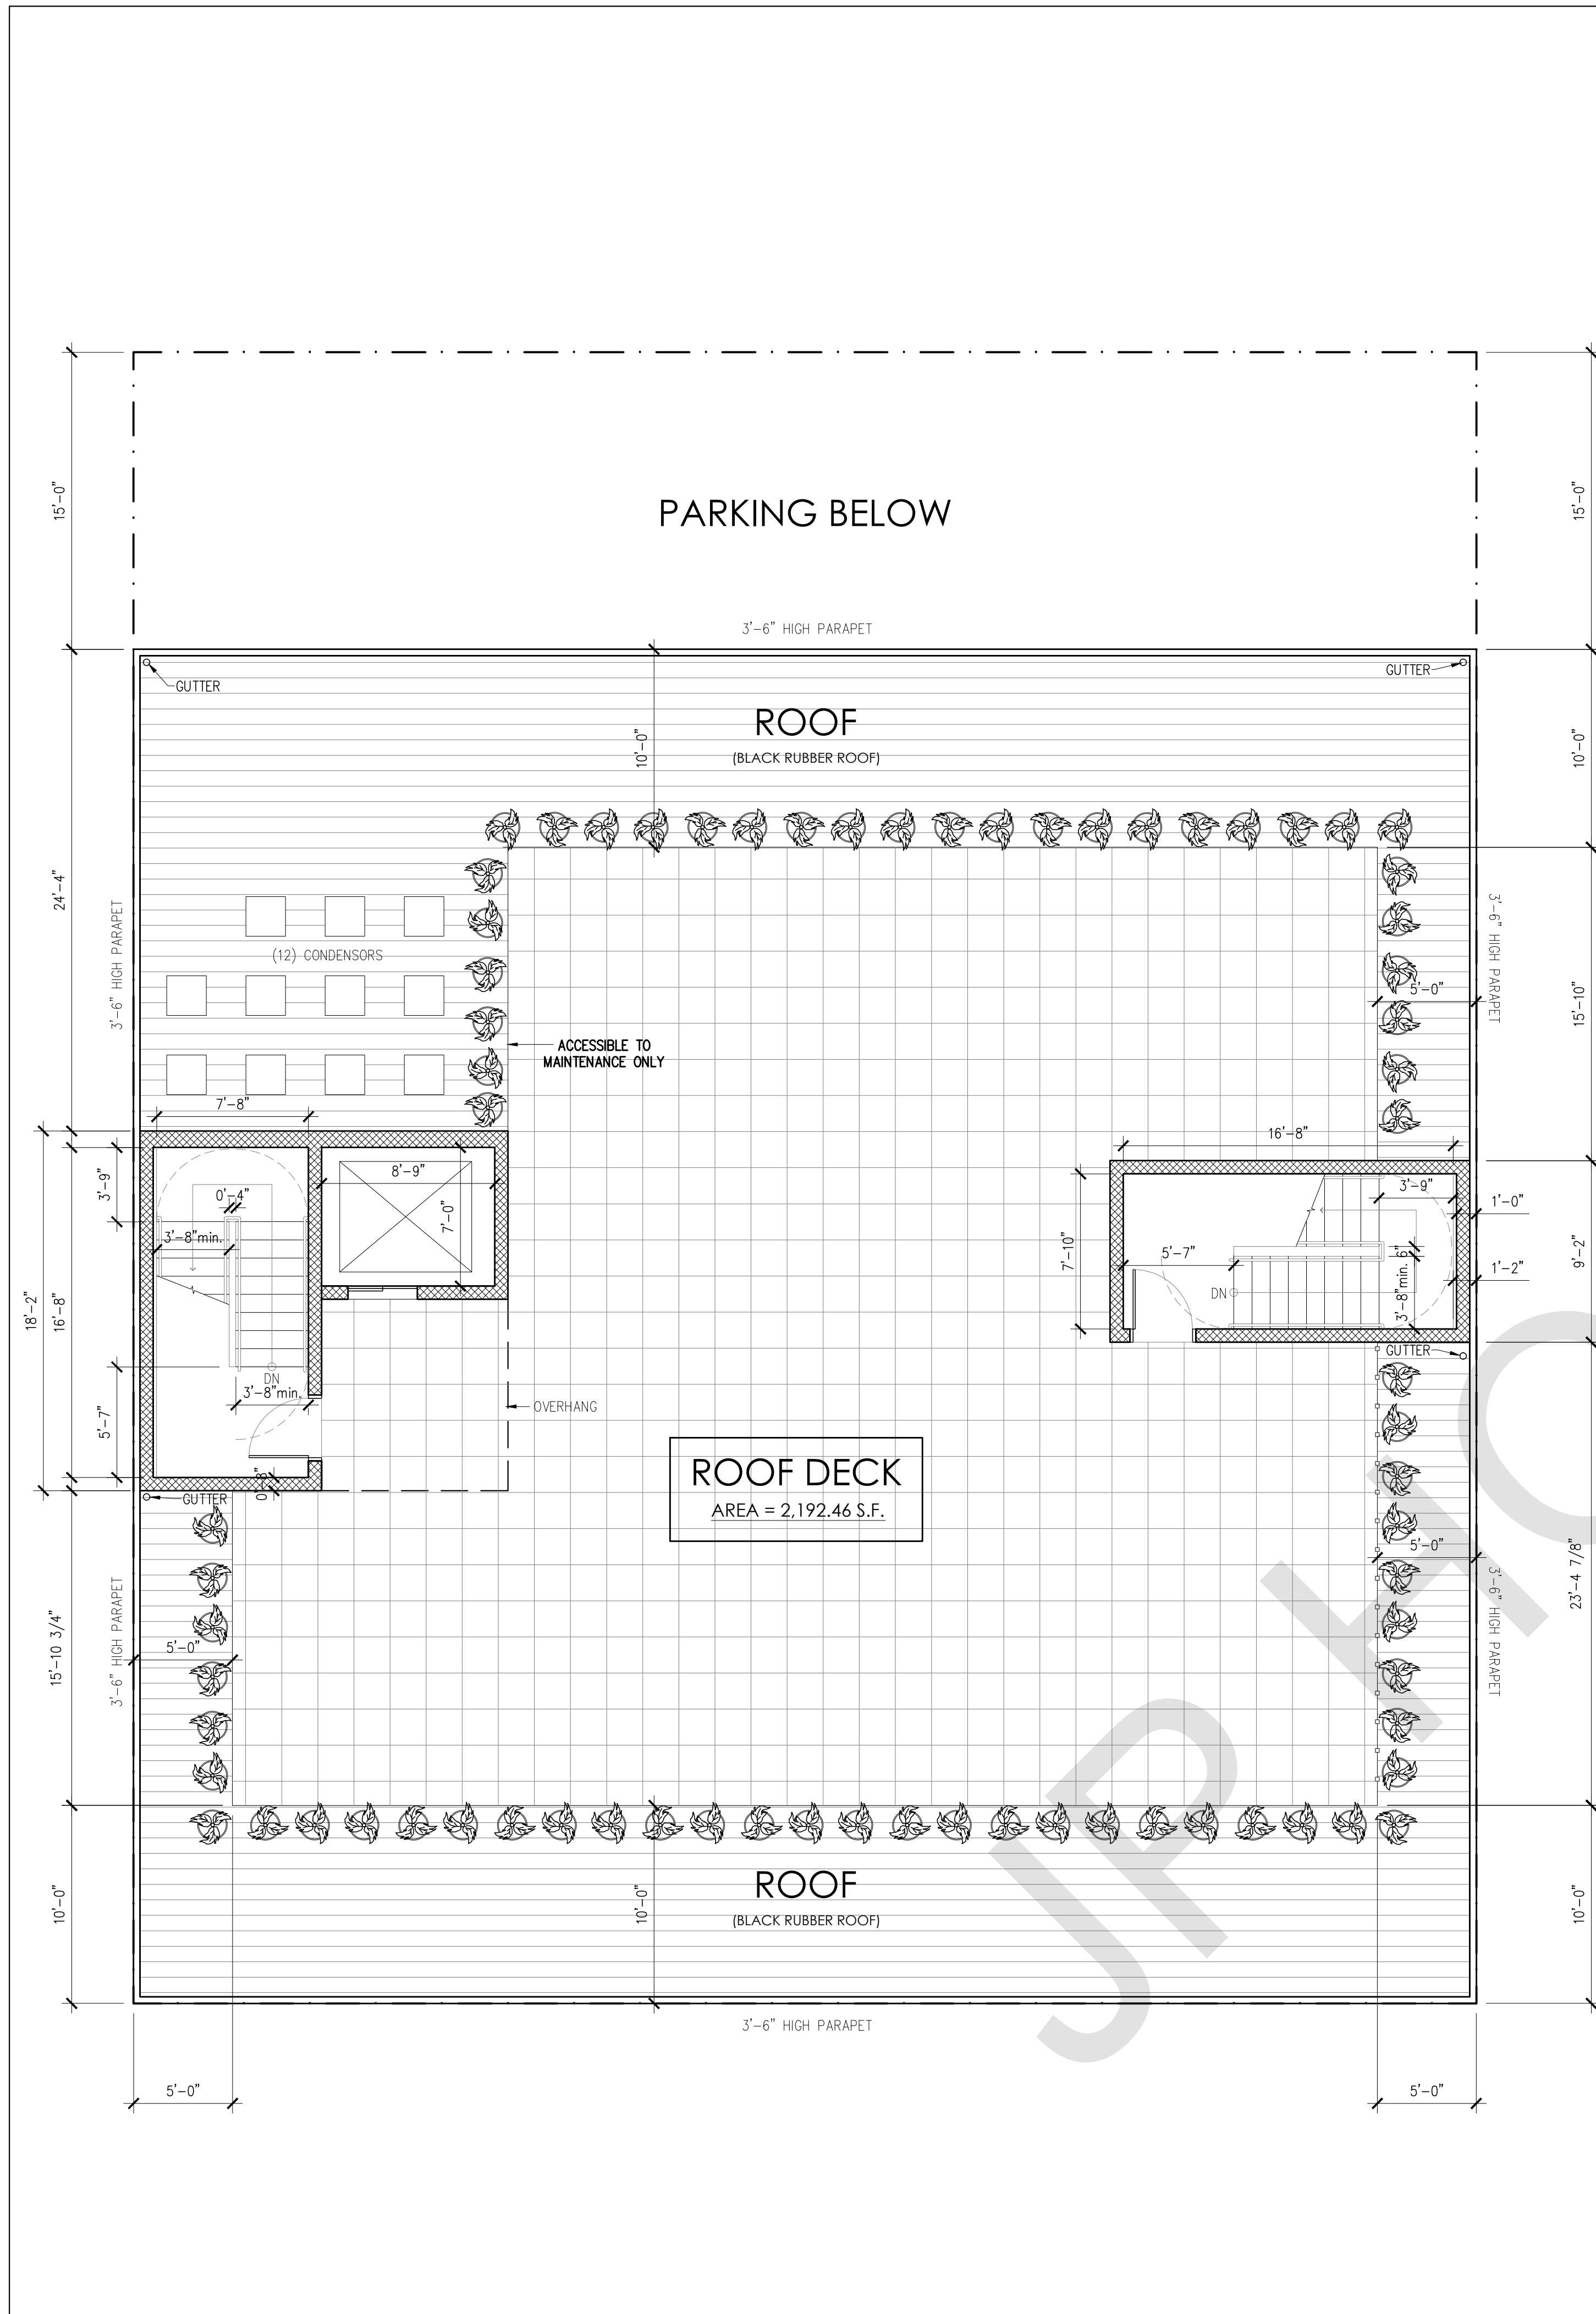 15'-0"
15'-0"
PARKING BELOW
3'-6" HIGH PARAPET
GUTTER
GUTTER
ROOF
(BLACK RUBBER ROOF)
10'-0"
10'-0"
24'-4"
3'-6" HIGH PARAPET
(12) CONDENSORS
3'-6" HIGH PARAPET
5'-0"
15'-10"
ACCESSIBLE TO
MAINTENANCE ONLY
7'-8"
16'-8"
3'-9"
0'-4"
8'-9"
7'-0"
3'-8"min.
3'-9"
1'-0"
7'-10"
5'-7"
6"
3'-8"min.
1'-2"
9'-2"
DN
18'-2"
16'-8"
GUTTER
DN
3'-8"min.
5'-7"
OVERHANG
0'-8"
GUTTER
ROOF DECK
AREA = 2,192.46 S.F.
5'-0"
23'-4 7/8"
3'-6" HIGH PARAPET
3'-6" HIGH PARAPET
15'-10 3/4"
5'-0"
10'-0"
10'-0"
ROOF
(BLACK RUBBER ROOF)
10'-0"
3'-6" HIGH PARAPET
5'-0"
5'-0"
JP HO